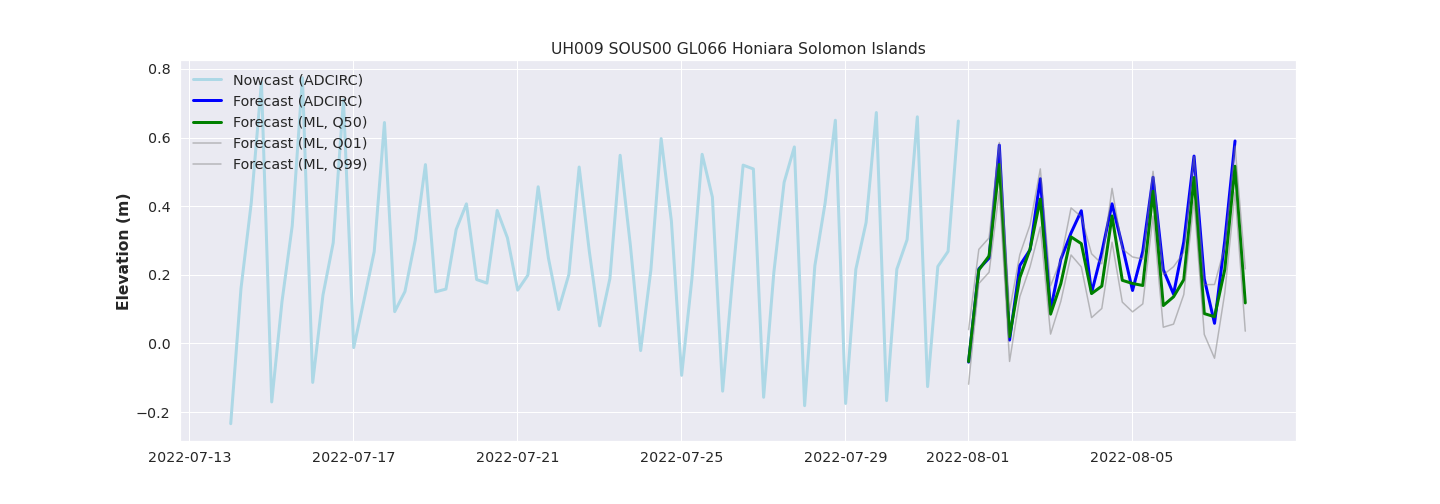 UH009 SOUS00 GL066 Honiara Solomon Islands
Elevation (m)
0.8
0.6
0.4
0.2
0.0
−0.2
Nowcast (ADCIRC)
Forecast (ADCIRC)
Forecast (ML, Q50)
Forecast (ML, Q01)
Forecast (ML, Q99)
2022-07-13 2022-07-17 2022-07-21 2022-07-25 2022-07-29 2022-08-01 2022-08-05